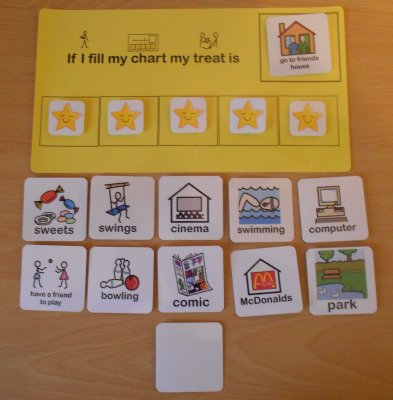 If I fill my chart my treat is
go to friends
house
sweets
swings
cinema
swimming
computer
have a friend
to play
bowling
comic
McDonalds
park